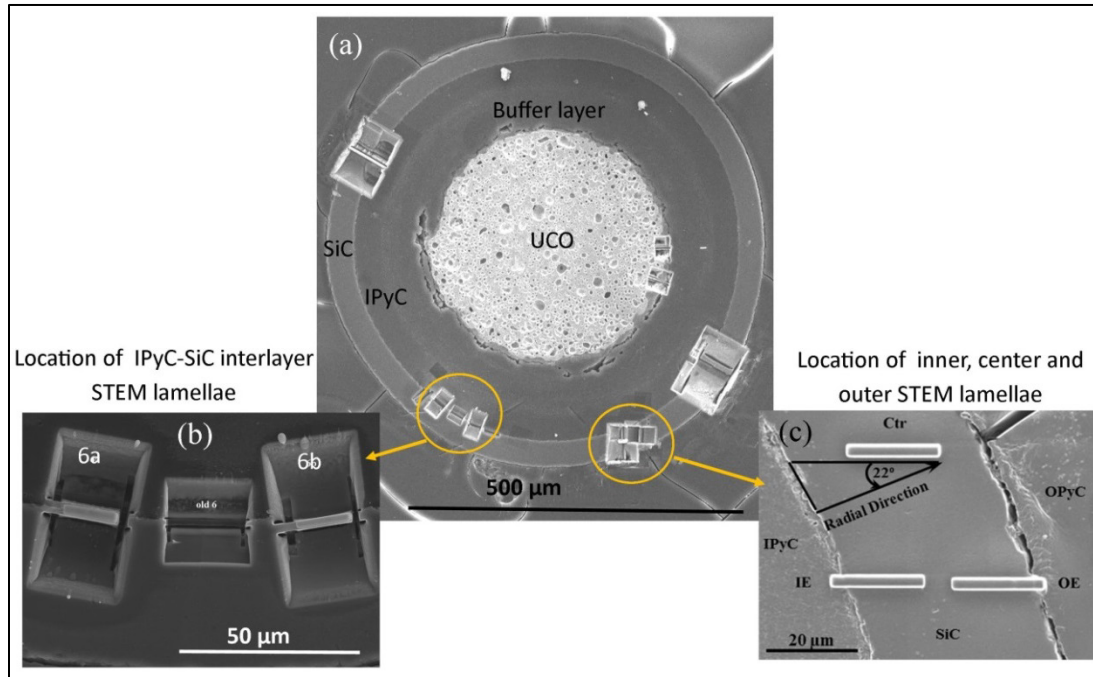 (a)
Buffer layer
UCO
SiC
IPyC
500 µm
Location of IPyC-SiC interlayer
STEM lamellae
(b)
6a
6b
old 6
50 µm
Location of inner, center and
outer STEM lamellae
(c)
Ctr
22°
Radial Direction
OPyC
IPyC
IE
OE
SiC
20 µm